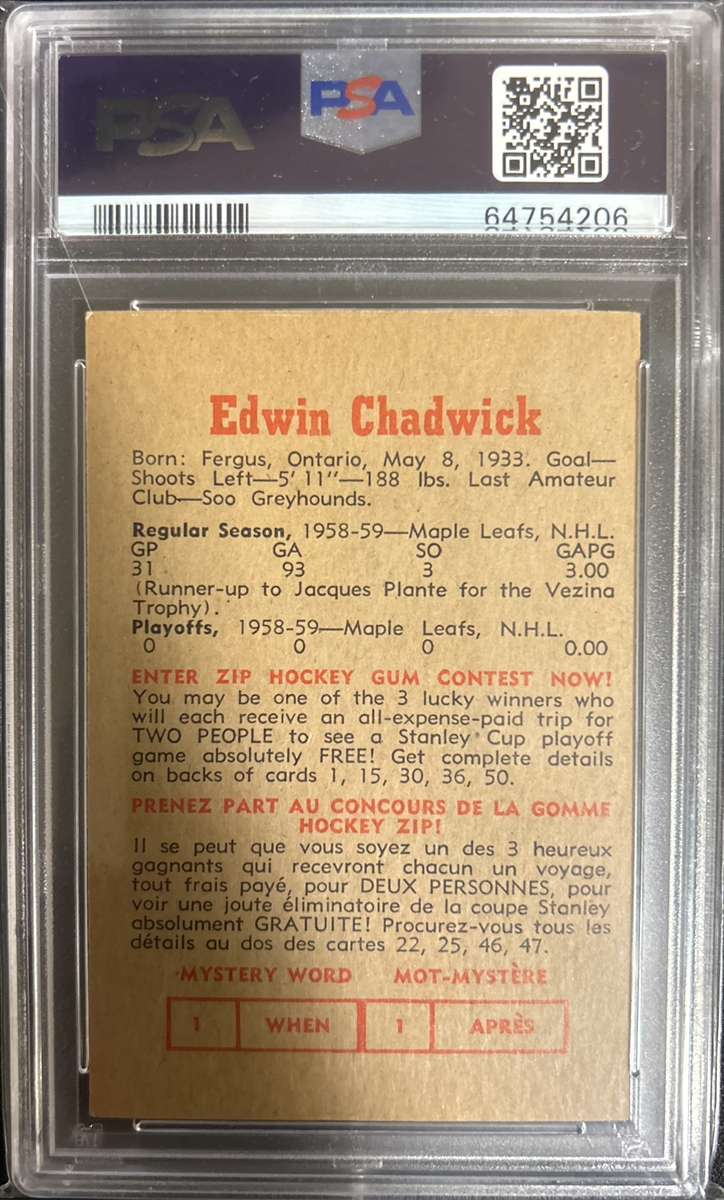 PSA
PSA
64754206
Edwin Chadwick
Born: Fergus, Ontario, May 8, 1933. Goal—
Shoots Left—5' 11"—188 lbs. Last Amateur
Club—Soo Greyhounds.
Regular Season, 1958-59—Maple Leafs, N.H.L.
GP GA SO GAPG
31 93 3 3.00
(Runner-up to Jacques Plante for the Vezina
Trophy).
Playoffs, 1958-59—Maple Leafs, N.H.L.
0 0 0 0.00
ENTER ZIP HOCKEY GUM CONTEST NOW!
You may be one of the 3 lucky winners who
will each receive an all-expense-paid trip for
TWO PEOPLE to see a Stanley Cup playoff
game absolutely FREE! Get complete details
on backs of cards 1, 15, 30, 36, 50.
PRENEZ PART AU CONCOURS DE LA GOMME
HOCKEY ZIP!
Il se peut que vous soyez un des 3 heureux
gagnants qui recevront chacun un voyage,
tout frais payé, pour DEUX PERSONNES, pour
voir une joute éliminatoire de la coupe Stanley
absolument GRATUITE! Procurez-vous tous les
détails au dos des cartes 22, 25, 46, 47.
MYSTERY WORD MOT-MYSTÈRE
1 WHEN 1 APRÈS